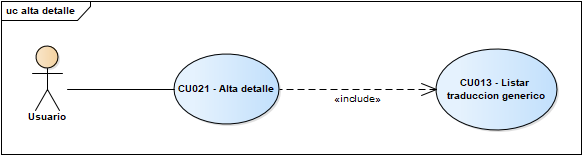 uc alta detalle
Usuario
CU021 - Alta detalle
«include»
CU013 - Listar
traduccion generico